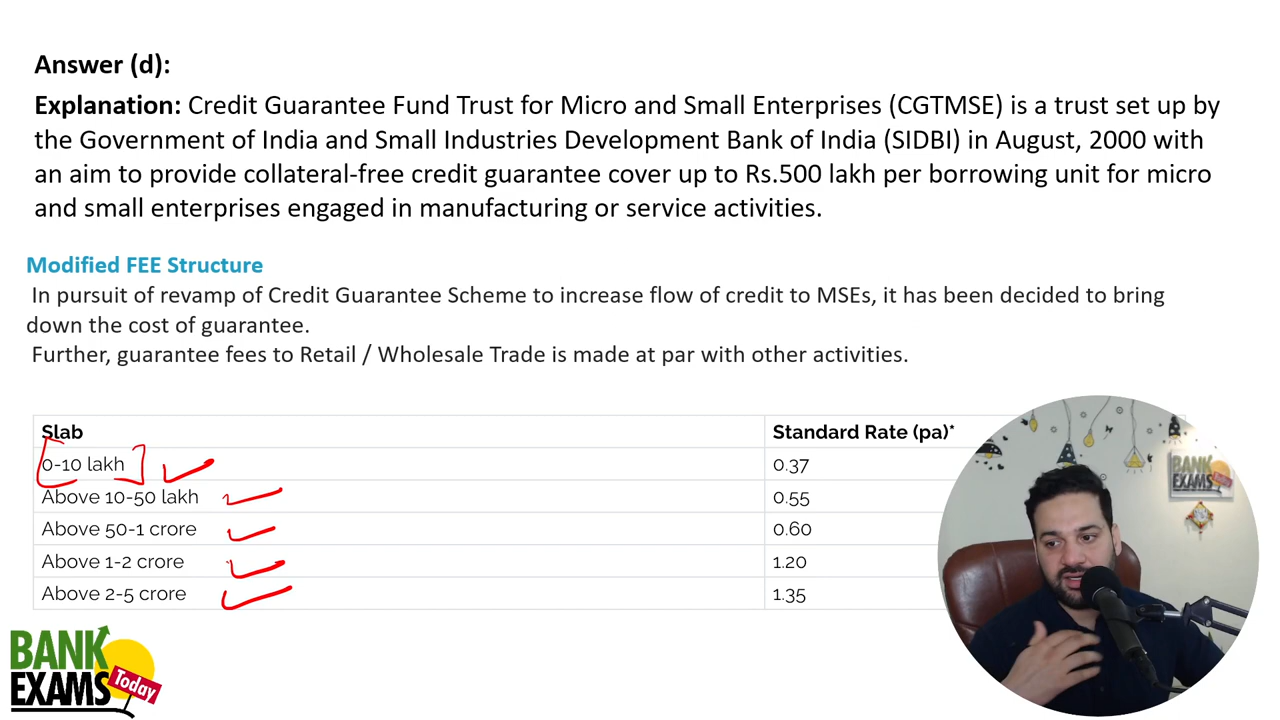 Answer (d):
Explanation: Credit Guarantee Fund Trust for Micro and Small Enterprises (CGTMSE) is a trust set up by
the Government of India and Small Industries Development Bank of India (SIDBI) in August, 2000 with
an aim to provide collateral-free credit guarantee cover up to Rs.500 lakh per borrowing unit for micro
and small enterprises engaged in manufacturing or service activities.
Modified FEE Structure
In pursuit of revamp of Credit Guarantee Scheme to increase flow of credit to MSEs, it has been decided to bring
down the cost of guarantee.
Further, guarantee fees to Retail / Wholesale Trade is made at par with other activities.
Slab Standard Rate (pa)*
0-10 lakh 0.37
Above 10-50 lakh 0.55
Above 50-1 crore 0.60
Above 1-2 crore 1.20
Above 2-5 crore 1.35
BANK
EXAMS
Today
BANK
EXAMS
Today